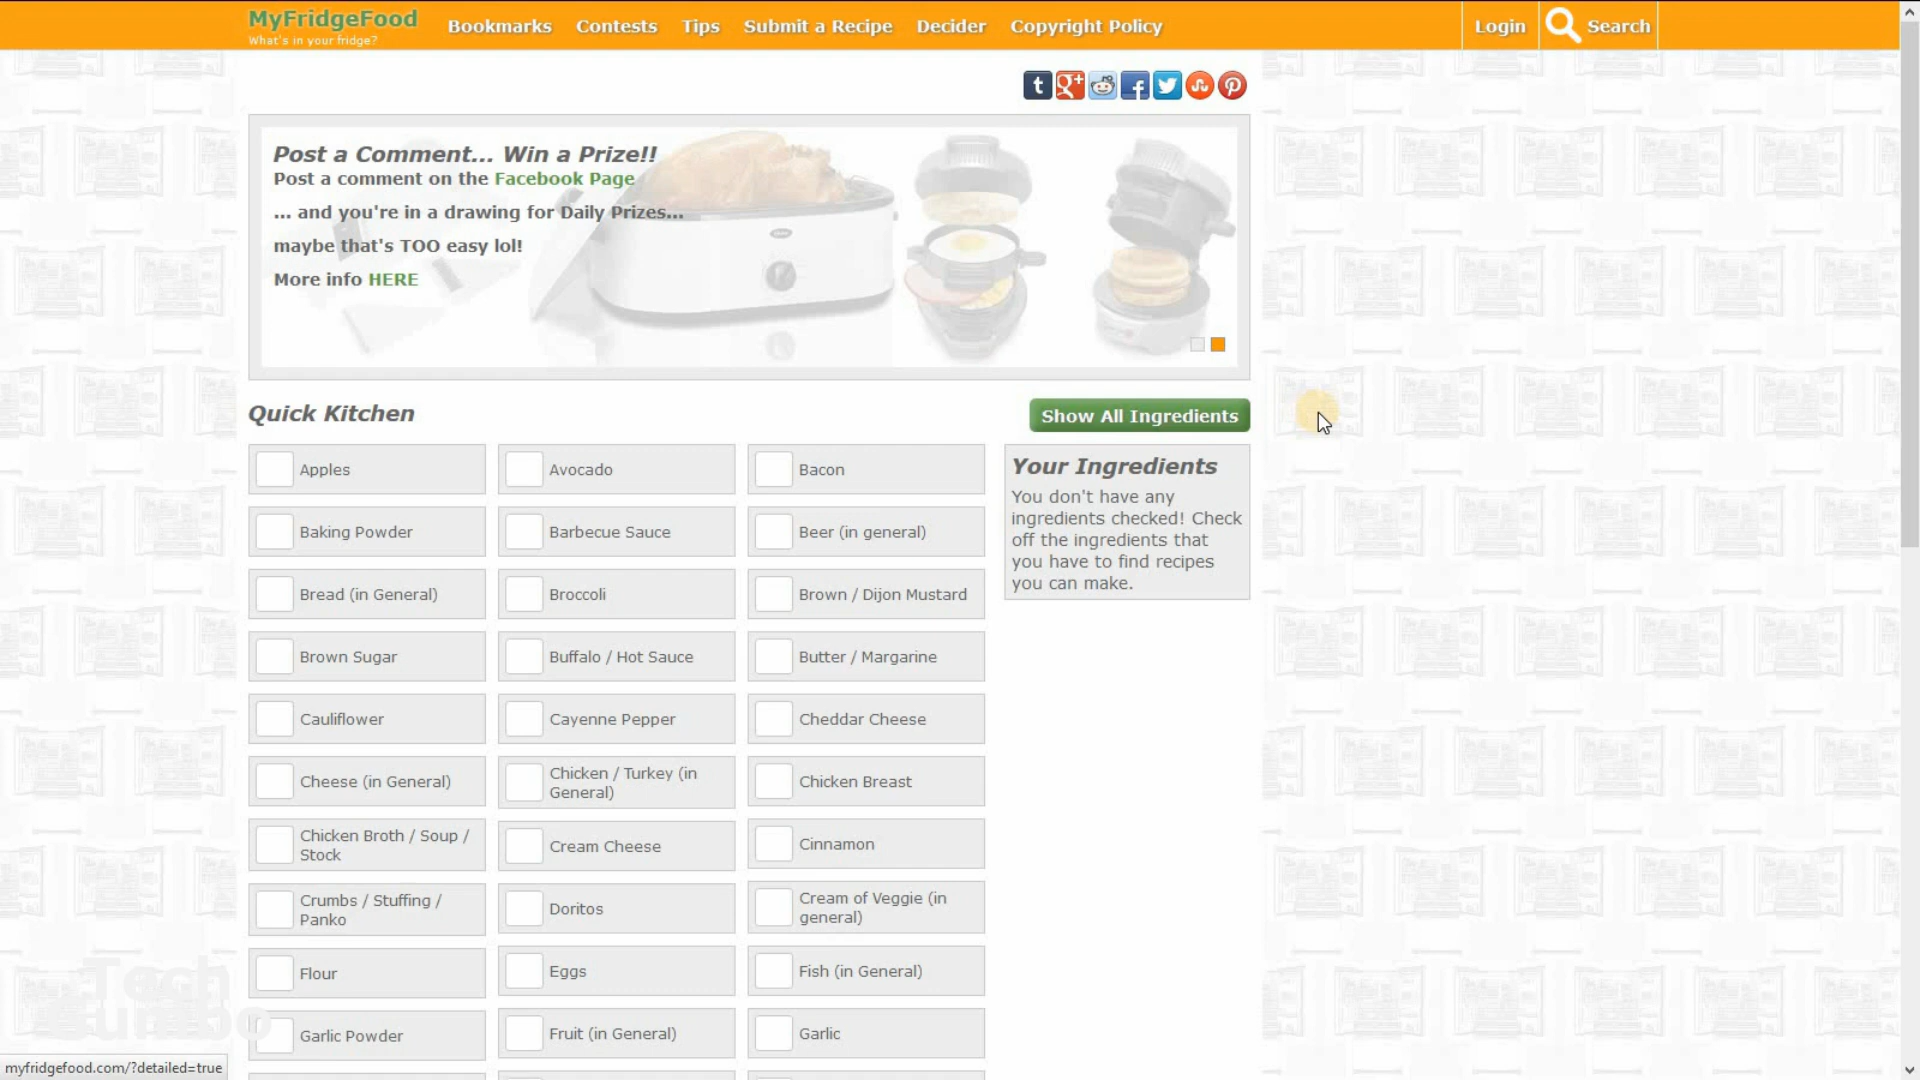 MyFridgeFood
What's in your fridge?
Bookmarks Contests Tips Submit a Recipe Decider Copyright Policy
Login Search
Post a Comment... Win a Prize!!
Post a comment on the Facebook Page
... and you're in a drawing for Daily Prizes...
maybe that's TOO easy lol!
More info HERE
Quick Kitchen
Show All Ingredients
Apples
Avocado
Bacon
Your Ingredients
You don't have any
ingredients checked! Check
off the ingredients that
you have to find recipes
you can make.
Baking Powder
Barbecue Sauce
Beer (in general)
Bread (in General)
Broccoli
Brown / Dijon Mustard
Brown Sugar
Buffalo / Hot Sauce
Butter / Margarine
Cauliflower
Cayenne Pepper
Cheddar Cheese
Cheese (in General)
Chicken / Turkey (in
General)
Chicken Breast
Chicken Broth / Soup /
Stock
Cream Cheese
Cinnamon
Crumbs / Stuffing /
Panko
Doritos
Cream of Veggie (in
general)
Flour
Eggs
Fish (in General)
Garlic Powder
Fruit (in General)
Garlic
Tech
Gumbo
myfridgefood.com/?detailed=true